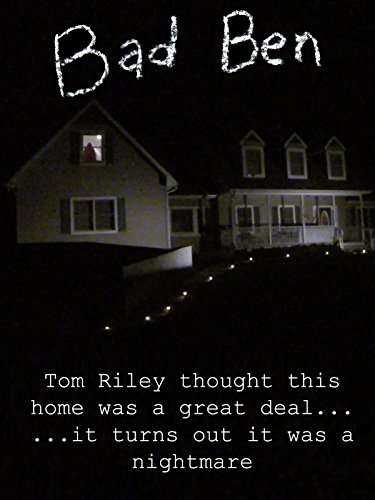 Bad Ben
Tom Riley thought this
home was a great deal...
...it turns out it was a
nightmare